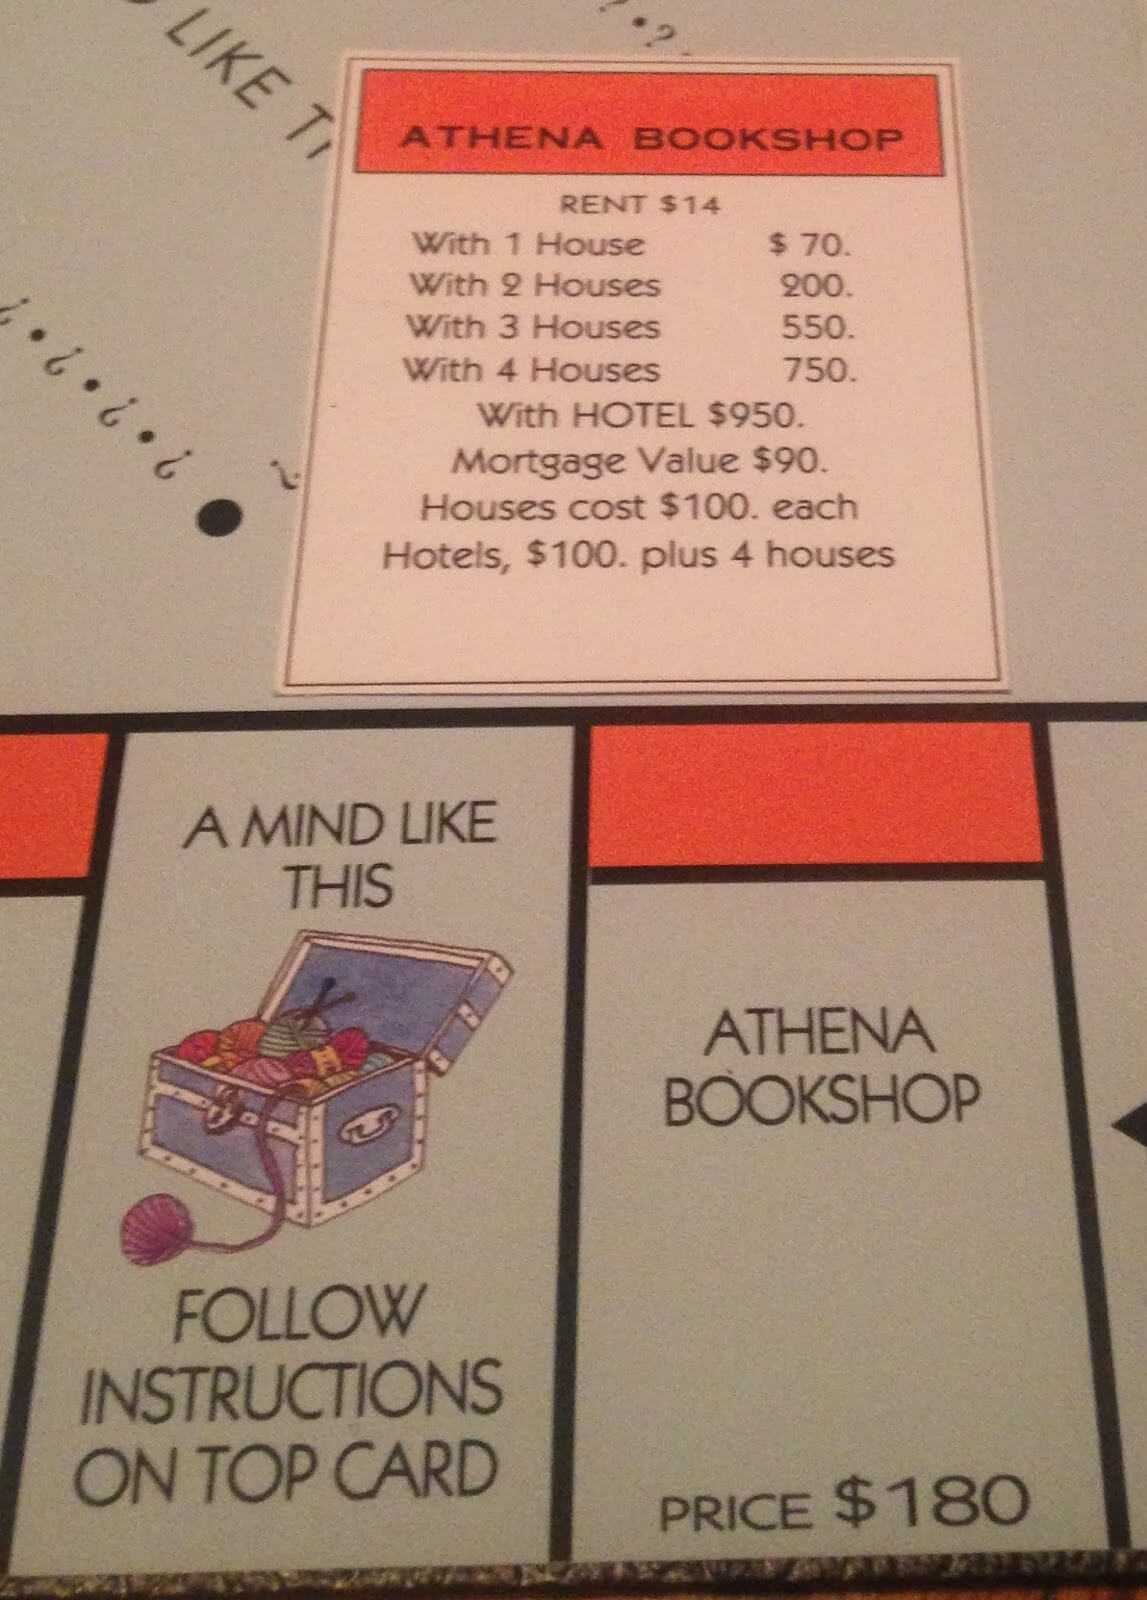 LIKE
ATHENA BOOKSHOP
RENT $14
With 1 House $ 70.
With 2 Houses 200.
With 3 Houses 550.
With 4 Houses 750.
With HOTEL $950.
Mortgage Value $90.
Houses cost $100. each
Hotels, $100. plus 4 houses
A MIND LIKE
THIS
FOLLOW
INSTRUCTIONS
ON TOP CARD
ATHENA
BOOKSHOP
PRICE $180